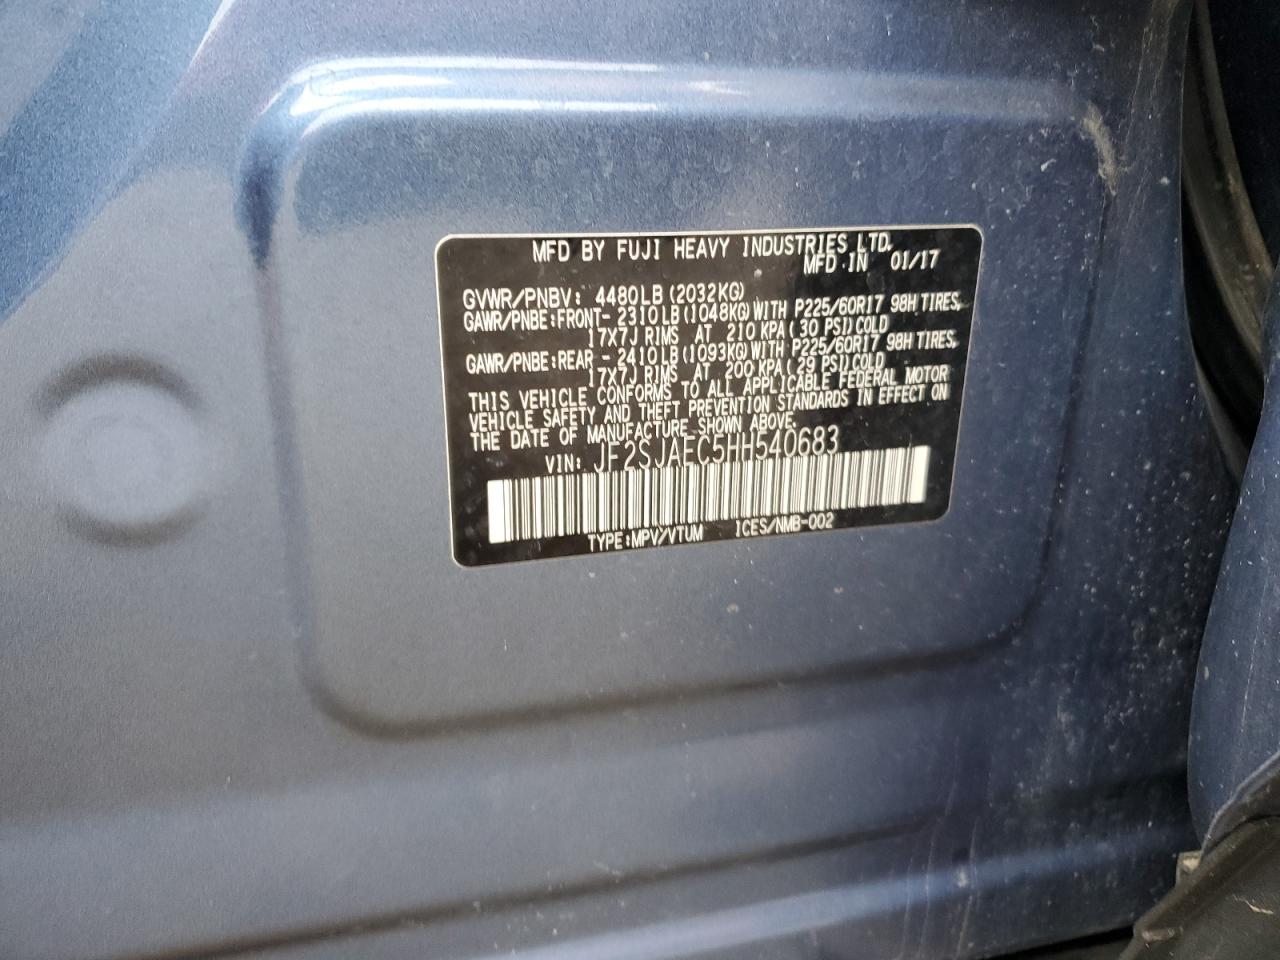 MFD BY FUJI HEAVY INDUSTRIES LTD.
MFD IN 01/17
GVWR/PNBV: 4480LB (2032KG)
GAWR/PNBE:FRONT- 2310LB (1048KG) WITH P225/60R17 98H TIRES,
17X7J RIMS AT 210 KPA (30 PSI) COLD
GAWR/PNBE:REAR - 2410LB (1093KG) WITH P225/60R17 98H TIRES,
17X7J RIMS AT 200 KPA (29 PSI) COLD
THIS VEHICLE CONFORMS TO ALL APPLICABLE FEDERAL MOTOR
VEHICLE SAFETY AND THEFT PREVENTION STANDARDS IN EFFECT ON
THE DATE OF MANUFACTURE SHOWN ABOVE.
VIN: JF2SJAEC5HH540683
TYPE:MPV/VTUM ICES/NMB-002